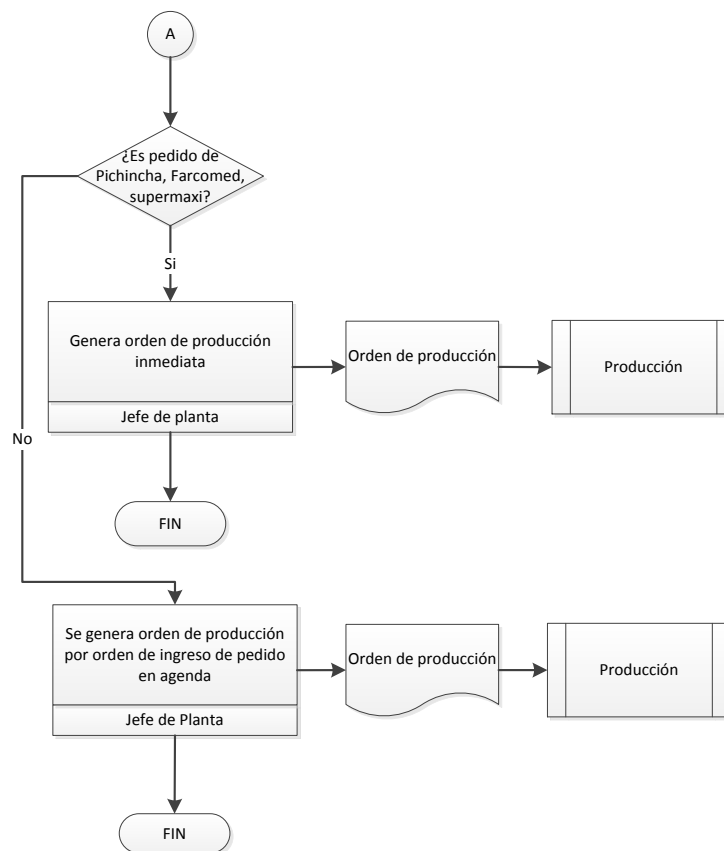 A
¿Es pedido de
Pichincha, Farcomed,
supermaxi?
Si
Genera orden de producción
inmediata
Jefe de planta
Orden de producción
Producción
No
FIN
Se genera orden de producción
por orden de ingreso de pedido
en agenda
Jefe de Planta
Orden de producción
Producción
FIN